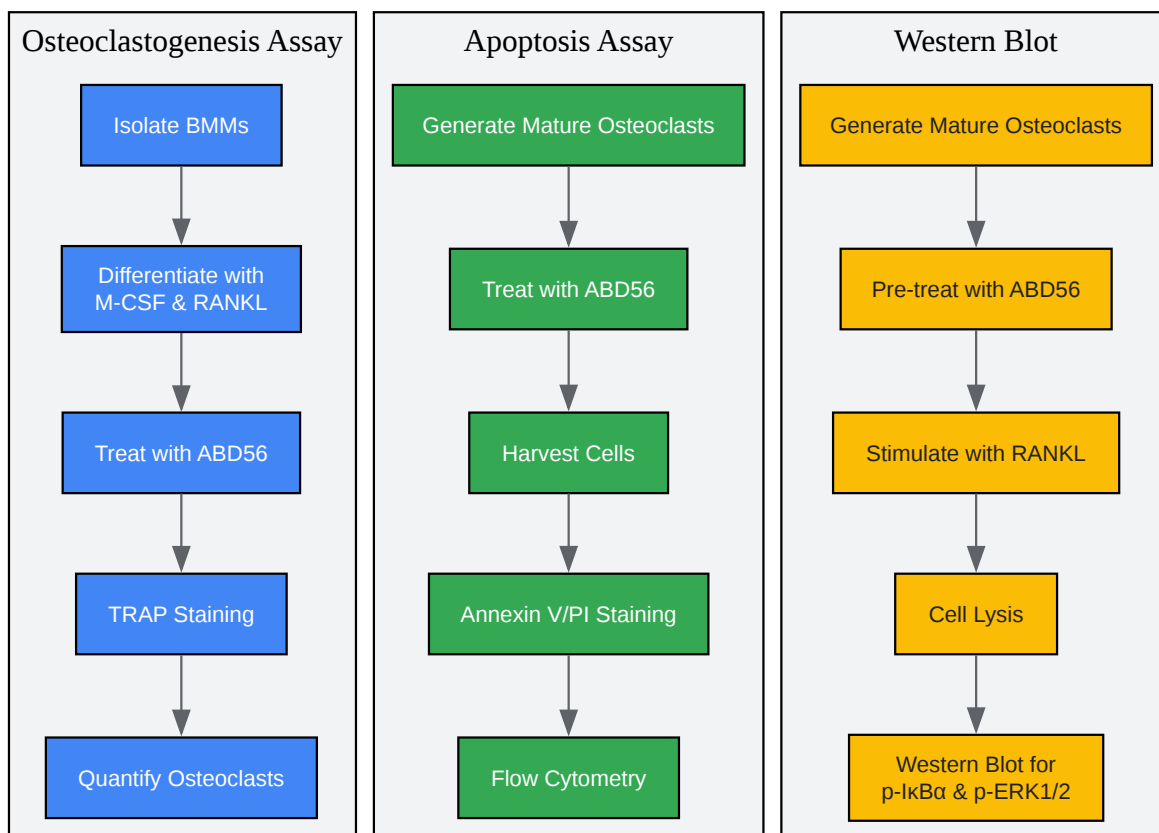 Osteoclastogenesis Assay
Isolate BMMs
Differentiate with
M-CSF & RANKL
Treat with ABD56
TRAP Staining
Quantify Osteoclasts
Apoptosis Assay
Generate Mature Osteoclasts
Treat with ABD56
Harvest Cells
Annexin V/PI Staining
Flow Cytometry
Western Blot
Generate Mature Osteoclasts
Pre-treat with ABD56
Stimulate with RANKL
Cell Lysis
Western Blot for
p-IκBα & p-ERK1/2